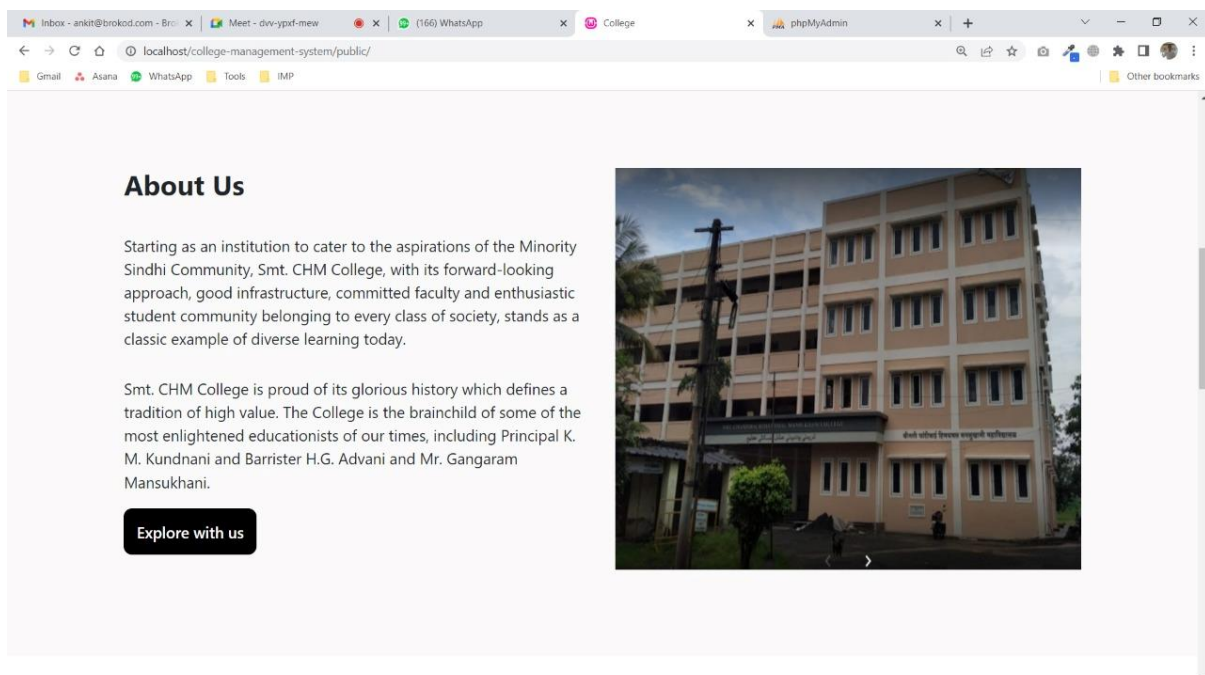 Inbox - ankit@brokod.com - Bro
Meet - dvv-ypxf-mew
(166) WhatsApp
College
phpMyAdmin
localhost/college-management-system/public/
Gmail
Asana
WhatsApp
Tools
IMP
Other bookmarks
About Us
Starting as an institution to cater to the aspirations of the Minority
Sindhi Community, Smt. CHM College, with its forward-looking
approach, good infrastructure, committed faculty and enthusiastic
student community belonging to every class of society, stands as a
classic example of diverse learning today.
Smt. CHM College is proud of its glorious history which defines a
tradition of high value. The College is the brainchild of some of the
most enlightened educationists of our times, including Principal K.
M. Kundnani and Barrister H.G. Advani and Mr. Gangaram
Mansukhani.
Explore with us